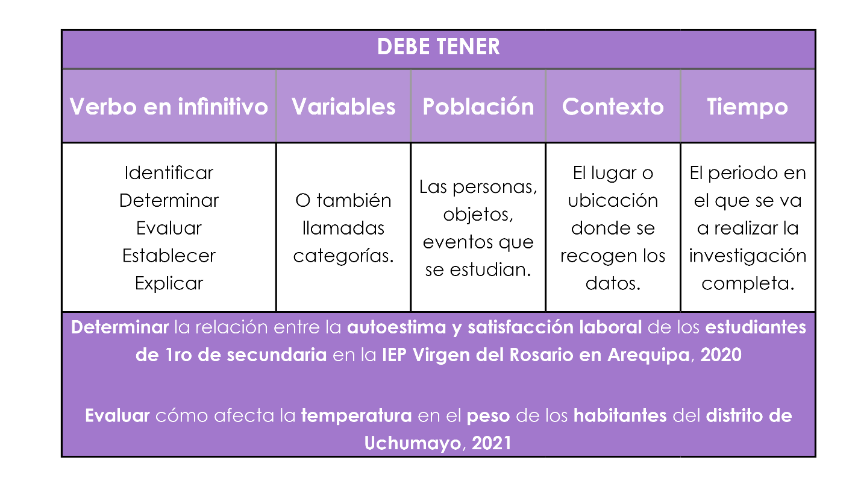 DEBE TENER
Verbo en infinitivo Variables Población Contexto Tiempo
Identificar
Determinar
Evaluar
Establecer
Explicar
O también
llamadas
categorías.
Las personas,
objetos,
eventos que
se estudian.
El lugar o
ubicación
donde se
recogen los
datos.
El periodo en
el que se va
a realizar la
investigación
completa.
Determinar la relación entre la autoestima y satisfacción laboral de los estudiantes
de 1ro de secundaria en la IEP Virgen del Rosario en Arequipa, 2020
Evaluar cómo afecta la temperatura en el peso de los habitantes del distrito de
Uchumayo, 2021